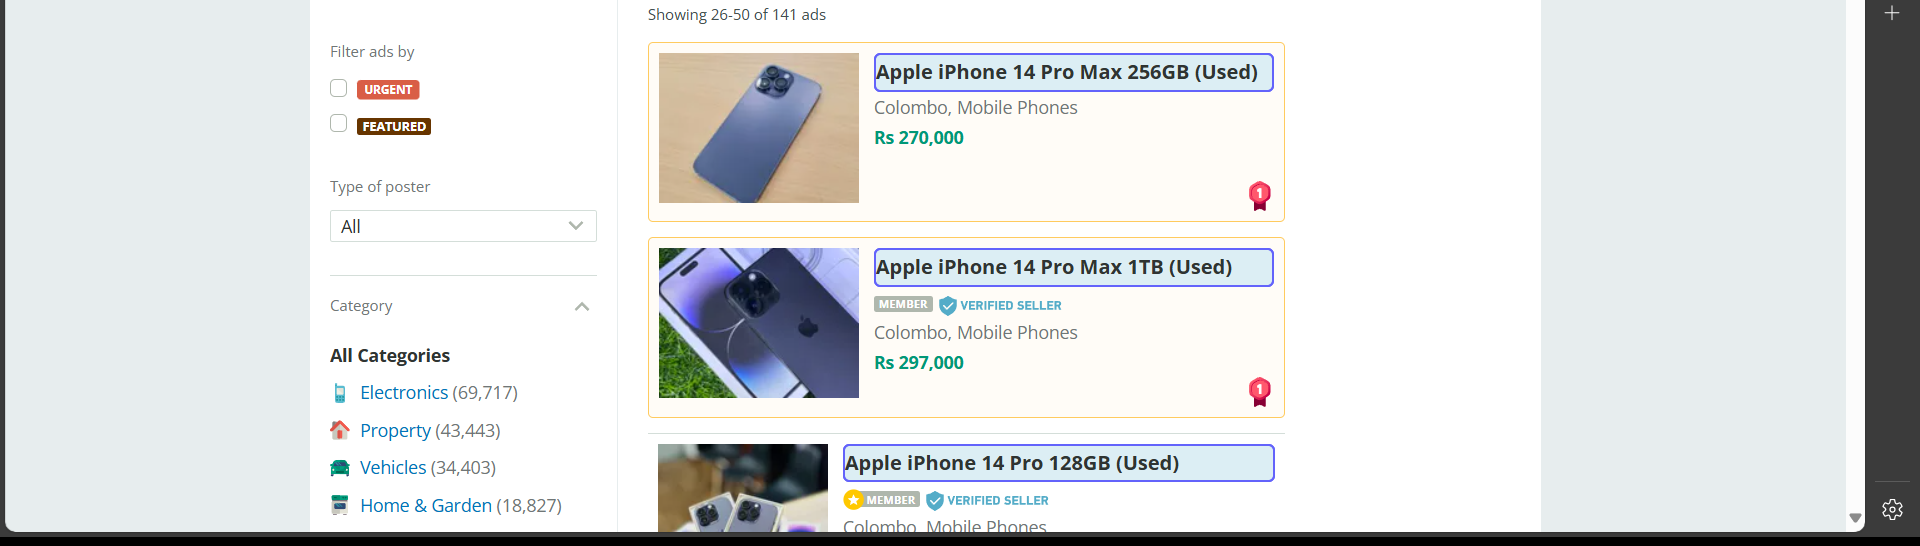 Showing 26-50 of 141 ads
Filter ads by
URGENT
FEATURED
Type of poster
All
Category
All Categories
Electronics (69,717)
Property (43,443)
Vehicles (34,403)
Home & Garden (18,827)
Apple iPhone 14 Pro Max 256GB (Used)
Colombo, Mobile Phones
Rs 270,000
1
Apple iPhone 14 Pro Max 1TB (Used)
MEMBER VERIFIED SELLER
Colombo, Mobile Phones
Rs 297,000
1
Apple iPhone 14 Pro 128GB (Used)
MEMBER VERIFIED SELLER
Colombo, Mobile Phones